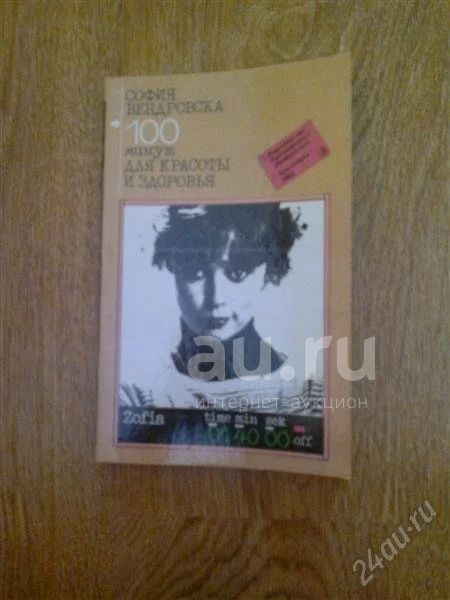 СОФИЯ
ВЕНДРОВСКА
100
минут
ДЛЯ КРАСОТЫ
И ЗДОРОВЬЯ
au.ru
интернет-аукцион
Zofia
time min sek
off
24au.ru